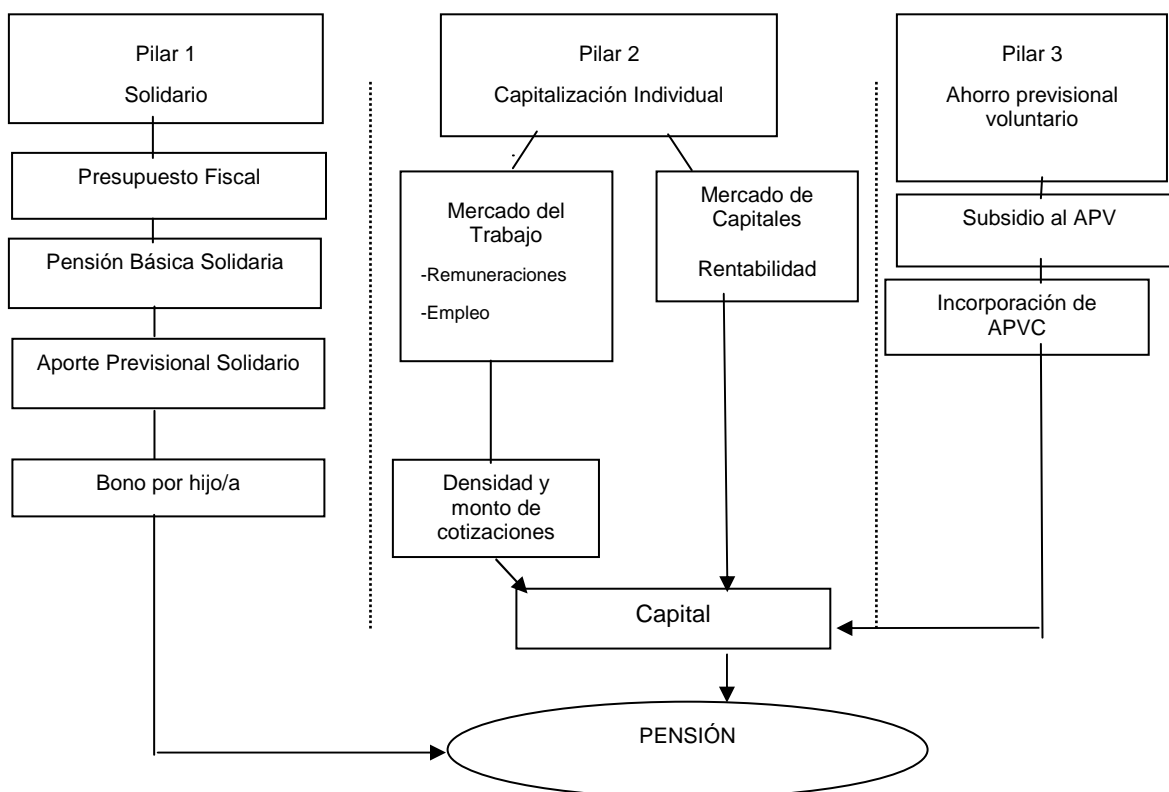 Pilar 1
Solidario
Presupuesto Fiscal
Pensión Básica Solidaria
Aporte Previsional Solidario
Bono por hijo/a
Pilar 2
Capitalización Individual
Mercado del
Trabajo
-Remuneraciones
-Empleo
Mercado de
Capitales
Rentabilidad
Densidad y
monto de
cotizaciones
Capital
Pilar 3
Ahorro previsional
voluntario
Subsidio al APV
Incorporación de
APVC
PENSIÓN